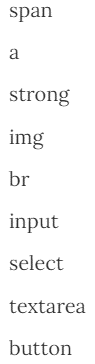 span
a
strong
img
br
input
select
textarea
button